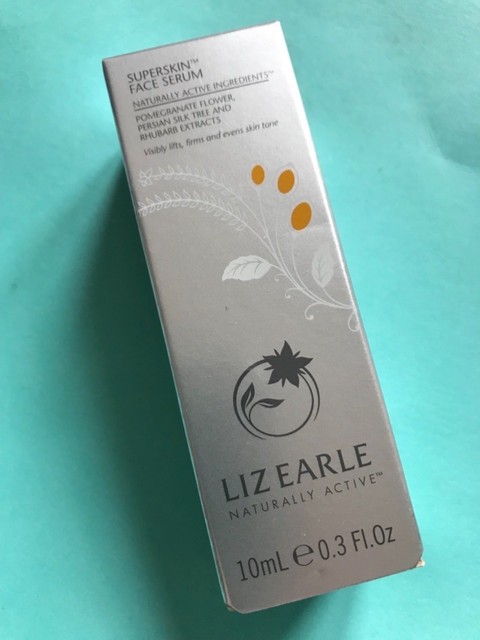 SUPERSKIN™
FACE SERUM
NATURALLY ACTIVE INGREDIENTS™
POMEGRANATE FLOWER,
PERSIAN SILK TREE AND
RHUBARB EXTRACTS
Visibly lifts, firms and evens skin tone
LIZ EARLE
NATURALLY ACTIVE™
10mL ℮ 0.3 Fl.Oz